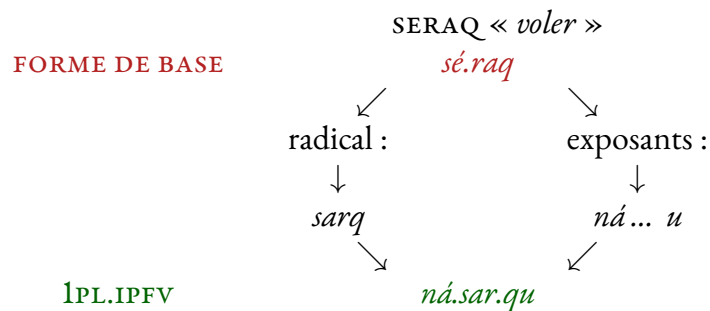 SERAQ « voler »
FORME DE BASE sé.raq
radical : exposants :
sarq ná … u
1PL.IPFV ná.sar.qu